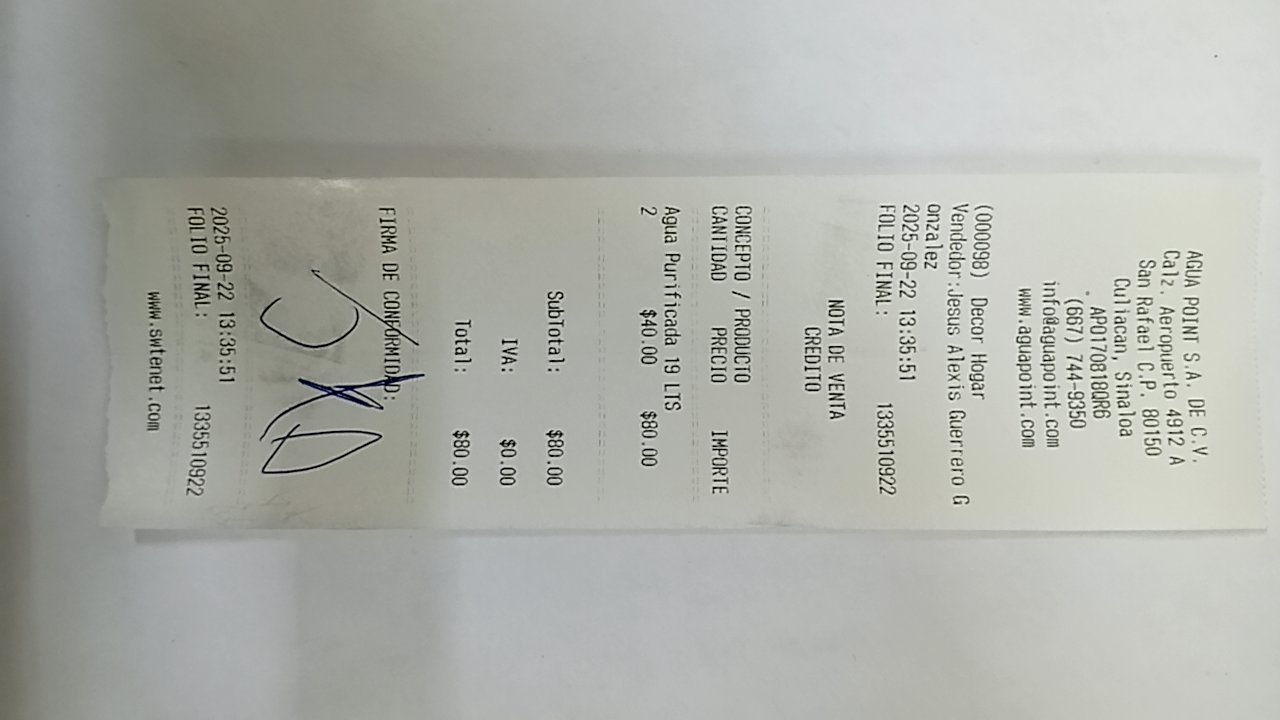 AGUA POINT S.A. DE C.V.
Calz. Aeropuerto 4912 A
San Rafael C.P. 80150
Culiacan, Sinaloa
.
APO170818QR6
(667) 744-9350
info@aguapoint.com
www.aguapoint.com
(000098) Decor Hogar
Vendedor:Jesus Alexis Guerrero G
onzalez
2025-09-22 13:35:51
FOLIO FINAL: 1335510922
NOTA DE VENTA
CREDITO
CONCEPTO / PRODUCTO
CANTIDAD PRECIO IMPORTE
Agua Purificada 19 LTS
2 $40.00 $80.00
SubTotal: $80.00
IVA: $0.00
Total: $80.00
FIRMA DE CONFORMIDAD:
2025-09-22 13:35:51
FOLIO FINAL: 1335510922
www.swtenet.com